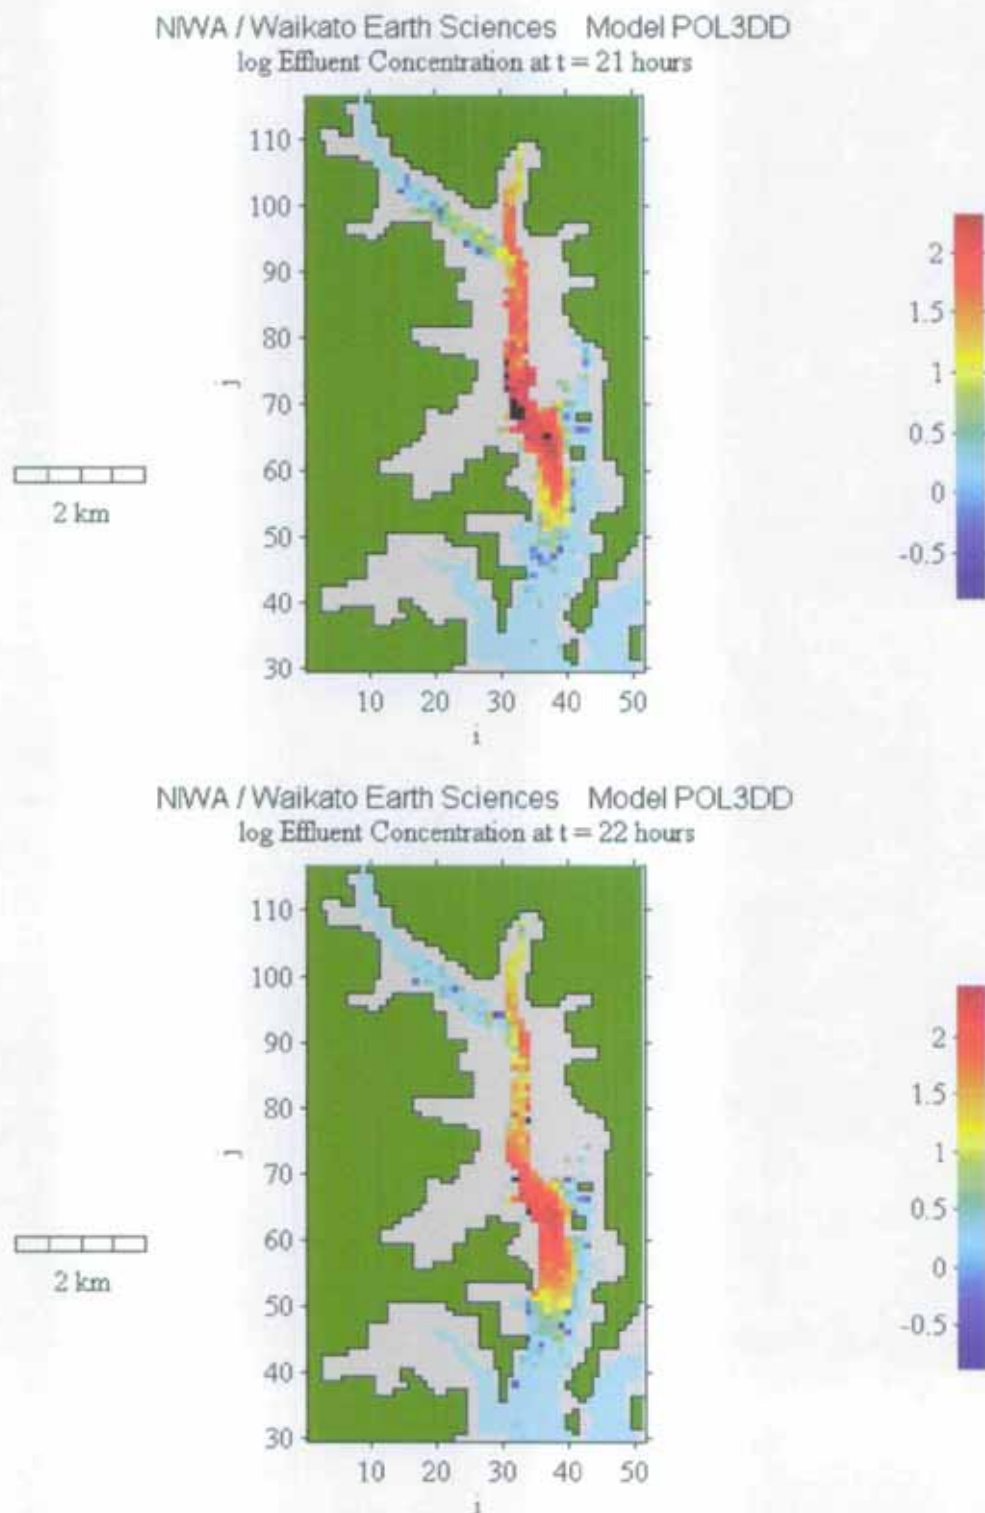 NIWA / Waikato Earth Sciences Model POL3DD
log Effluent Concentration at t = 21 hours
110
100
90
80
70
60
50
40
30
j
10 20 30 40 50
i
2 km
2
1.5
1
0.5
0
-0.5
NIWA / Waikato Earth Sciences Model POL3DD
log Effluent Concentration at t = 22 hours
110
100
90
80
70
60
50
40
30
j
10 20 30 40 50
i
2 km
2
1.5
1
0.5
0
-0.5